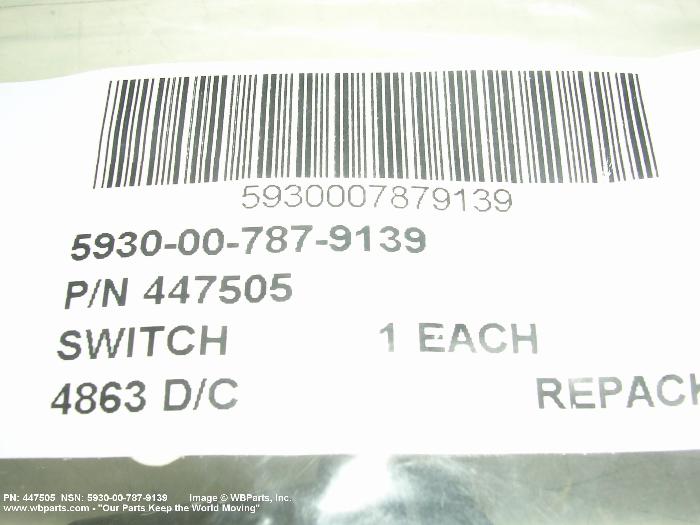 5930007879139
5930-00-787-9139
P/N 447505
SWITCH 1 EACH
4863 D/C REPACK
PN: 447505 NSN: 5930-00-787-9139 Image © WBParts, Inc.
www.wbparts.com - "Our Parts Keep the World Moving"